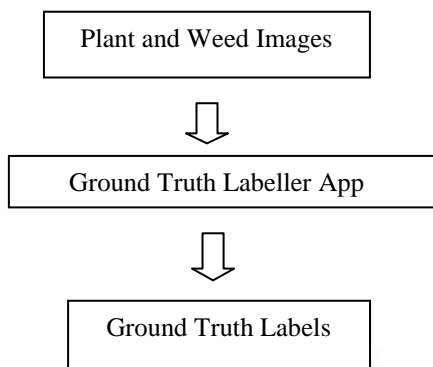 Plant and Weed Images
Ground Truth Labeller App
Ground Truth Labels